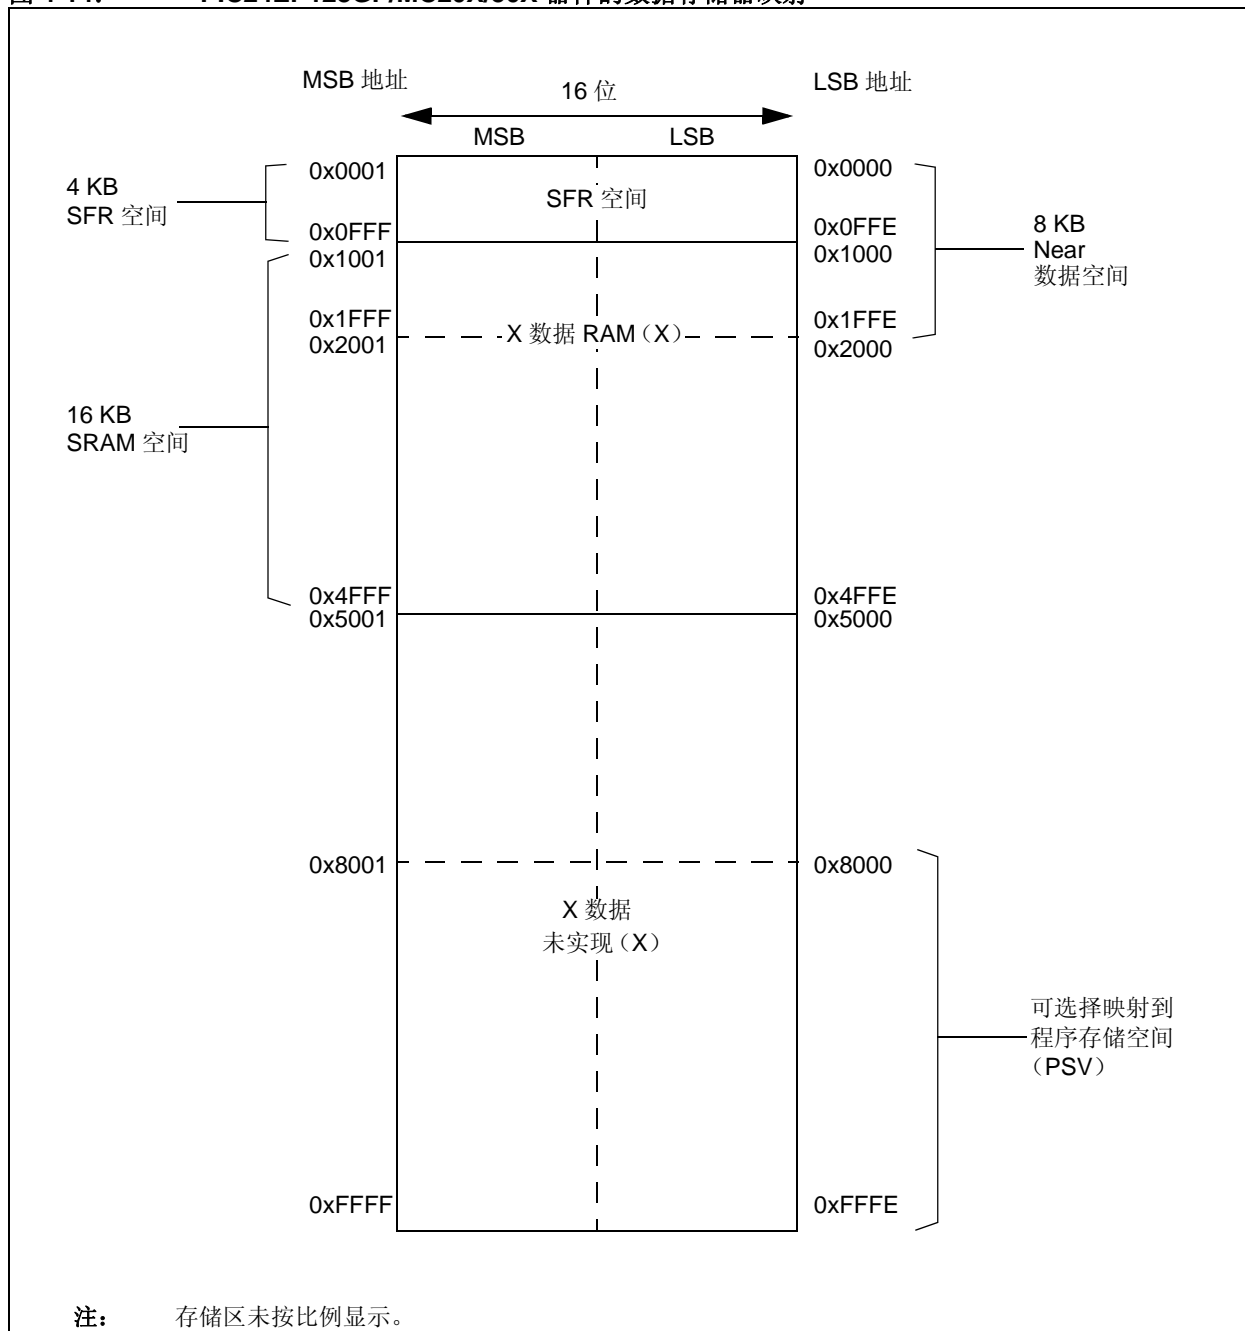 MSB 地址
16 位
LSB 地址
MSB
LSB
0x0001
0x0000
4 KB
SFR 空间
SFR 空间
0x0FFF
0x0FFE
0x1001
0x1000
8 KB
Near
数据空间
0x1FFF
0x1FFE
X 数据 RAM（X）
0x2001
0x2000
16 KB
SRAM 空间
0x4FFF
0x4FFE
0x5001
0x5000
0x8001
0x8000
X 数据
未实现（X）
可选择映射到
程序存储空间
（PSV）
0xFFFF
0xFFFE
注： 存储区未按比例显示。